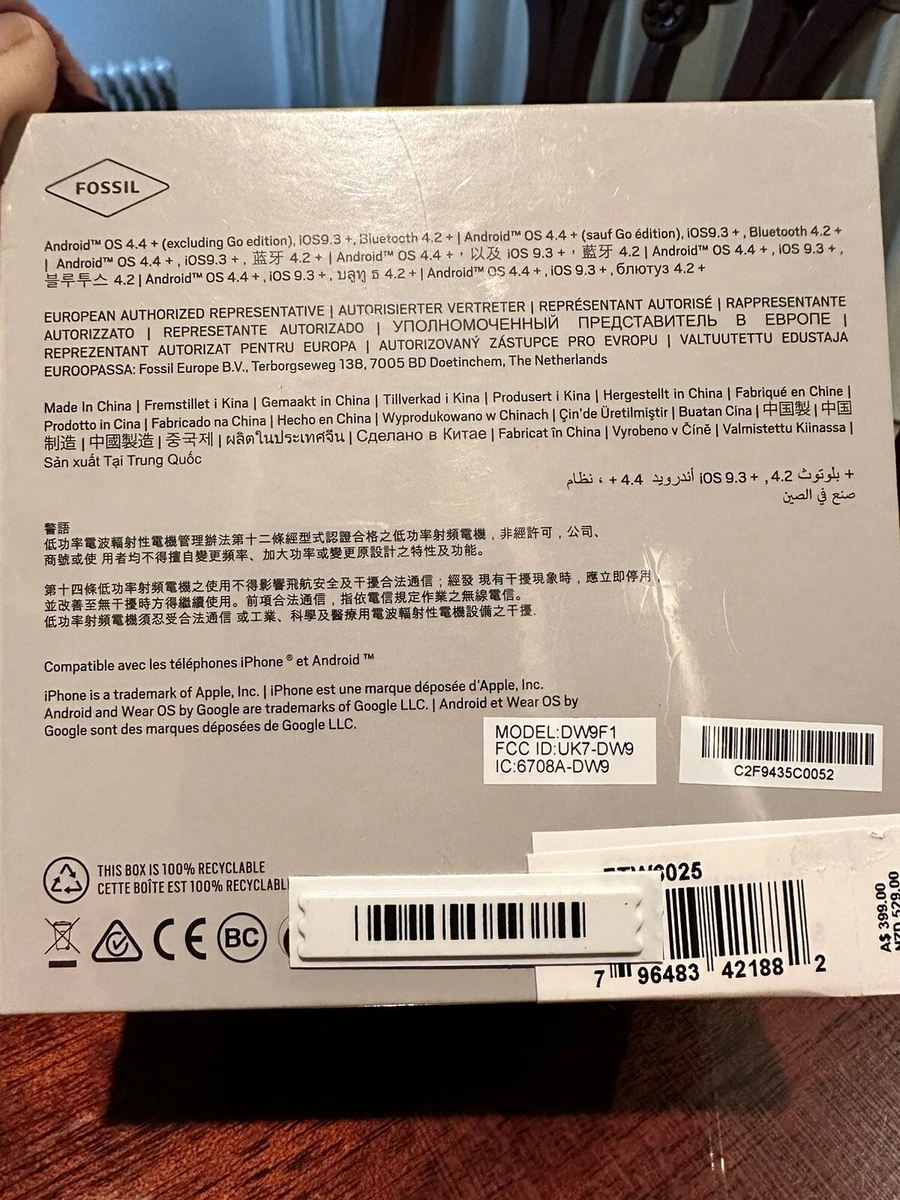 FOSSIL
Android™ OS 4.4 + (excluding Go edition), iOS9.3 +, Bluetooth 4.2 + | Android™ OS 4.4 + (sauf Go édition), iOS9.3 + , Bluetooth 4.2 +
| Android™ OS 4.4 + , iOS9.3 + , 蓝牙 4.2 + | Android™ OS 4.4 + ，以及 iOS 9.3 +，藍牙 4.2 | Android™ OS 4.4 + , iOS 9.3 + ,
블루투스 4.2 | Android™ OS 4.4 + , iOS 9.3 + , บลูทู ธ 4.2 + | Android™ OS 4.4 + , iOS 9.3 + , блютуз 4.2 +
EUROPEAN AUTHORIZED REPRESENTATIVE | AUTORISIERTER VERTRETER | REPRÉSENTANT AUTORISÉ | RAPPRESENTANTE
AUTORIZZATO | REPRESETANTE AUTORIZADO | УПОЛНОМОЧЕННЫЙ ПРЕДСТАВИТЕЛЬ В ЕВРОПЕ |
REPREZENTANT AUTORIZAT PENTRU EUROPA | AUTORIZOVANÝ ZÁSTUPCE PRO EVROPU | VALTUUTETTU EDUSTAJA
EUROOPASSA: Fossil Europe B.V., Terborgseweg 138, 7005 BD Doetinchem, The Netherlands
Made In China | Fremstillet i Kina | Gemaakt in China | Tillverkad i Kina | Produsert i Kina | Hergestellt in China | Fabriqué en Chine |
Prodotto in Cina | Fabricado na China | Hecho en China | Wyprodukowano w Chinach | Çin'de Üretilmiştir | Buatan Cina | 中国製 | 中国
制造 | 中國製造 | 중국제 | ผลิตในประเทศจีน | Сделано в Китае | Fabricat în China | Vyrobeno v Číně | Valmistettu Kiinassa |
Sản xuất Tại Trung Quốc
+ بلوتوث 4.2, + iOS 9.3 أندرويد 4.4 + ، نظام
صنع في الصين
警語
低功率電波輻射性電機管理辦法第十二條經型式認證合格之低功率射頻電機，非經許可，公司、
商號或使 用者均不得擅自變更頻率、加大功率或變更原設計之特性及功能。
第十四條低功率射頻電機之使用不得影響飛航安全及干擾合法通信；經發 現有干擾現象時，應立即停用，
並改善至無干擾時方得繼續使用。前項合法通信，指依電信規定作業之無線電信。
低功率射頻電機須忍受合法通信 或工業、科學及醫療用電波輻射性電機設備之干擾.
Compatible avec les téléphones iPhone ® et Android ™
iPhone is a trademark of Apple, Inc. | iPhone est une marque déposée d'Apple, Inc.
Android and Wear OS by Google are trademarks of Google LLC. | Android et Wear OS by
Google sont des marques déposées de Google LLC.
MODEL:DW9F1
FCC ID:UK7-DW9
IC:6708A-DW9
C2F9435C0052
THIS BOX IS 100% RECYCLABLE
CETTE BOÎTE EST 100% RECYCLABL
CE
BC
6025
7 96483 42188 2
A$ 399.00
NZD 529.00